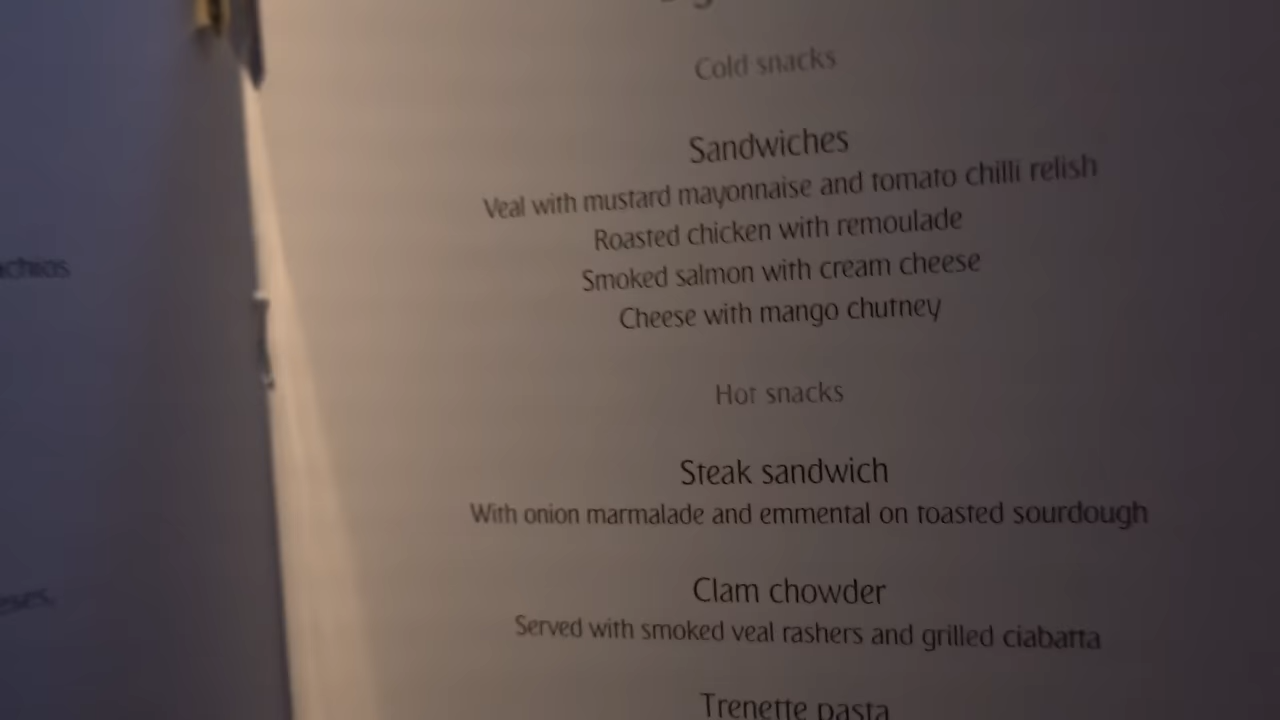 Cold snacks
Sandwiches
Veal with mustard mayonnaise and tomato chilli relish
Roasted chicken with remoulade
Smoked salmon with cream cheese
Cheese with mango chutney
Hot snacks
Steak sandwich
With onion marmalade and emmental on toasted sourdough
Clam chowder
Served with smoked veal rashers and grilled ciabatta
Trenette pasta